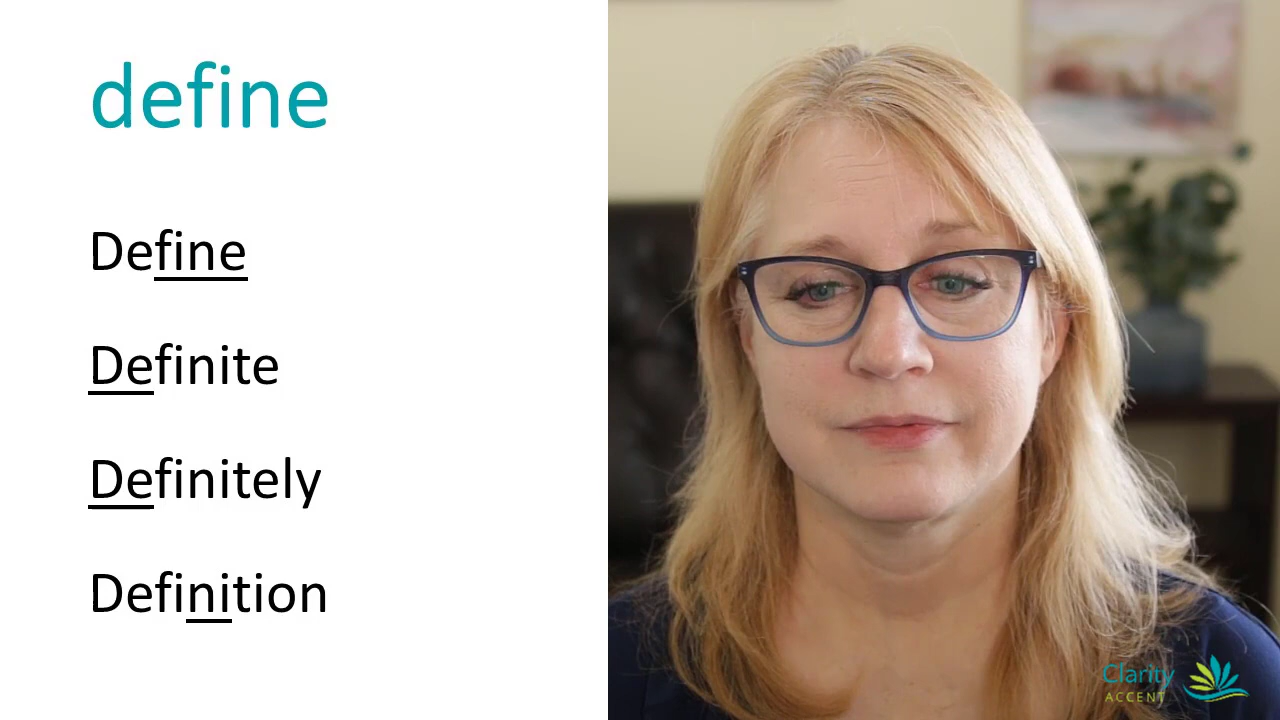 define
Define
Definite
Definitely
Definition
Clarity
ACCENT